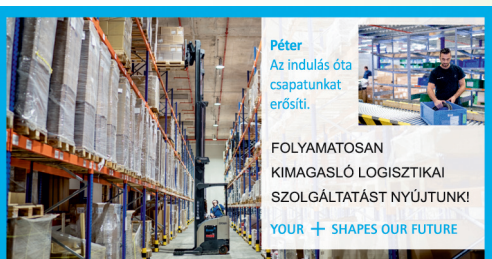 Péter
Az indulás óta
csapatunkat
erősíti.
FOLYAMATOSAN
KIMAGASLÓ LOGISZTIKAI
SZOLGÁLTATÁST NYÚJTUNK!
YOUR + SHAPES OUR FUTURE